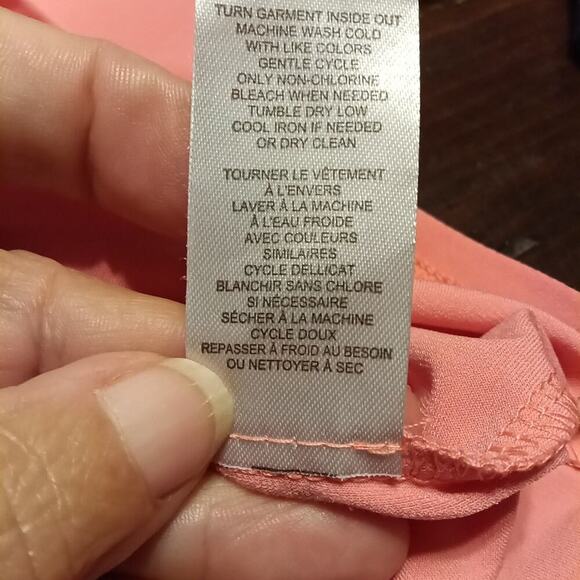 TURN GARMENT INSIDE OUT
MACHINE WASH COLD
WITH LIKE COLORS
GENTLE CYCLE
ONLY NON-CHLORINE
BLEACH WHEN NEEDED
TUMBLE DRY LOW
COOL IRON IF NEEDED
OR DRY CLEAN
TOURNER LE VÊTEMENT
À L'ENVERS
LAVER À LA MACHINE
À L'EAU FROIDE
AVEC COULEURS
SIMILAIRES
CYCLE DELLICAT
BLANCHIR SANS CHLORE
SI NÉCESSAIRE
SÉCHER À LA MACHINE
CYCLE DOUX
REPASSER À FROID AU BESOIN
OU NETTOYER À SEC